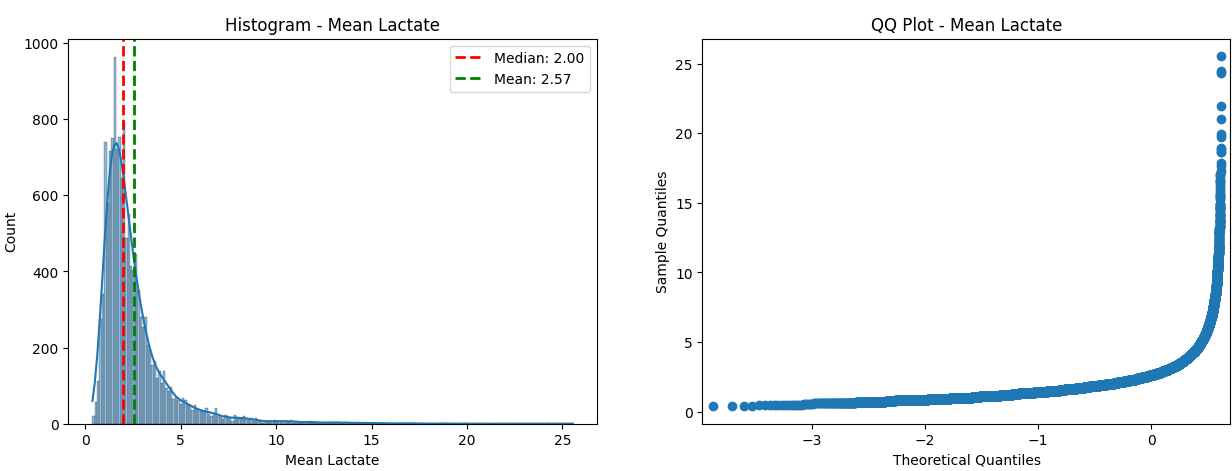 Histogram - Mean Lactate
Median: 2.00
Mean: 2.57
Count
1000
800
600
400
200
0
0 5 10 15 20 25
Mean Lactate
QQ Plot - Mean Lactate
Sample Quantiles
25
20
15
10
5
0
−3 −2 −1 0
Theoretical Quantiles